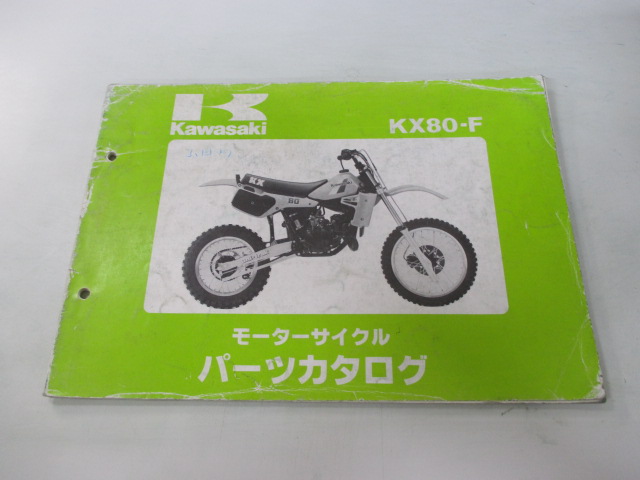 Kawasaki
KX80-F
KX
80
モーターサイクル
パーツカタログ